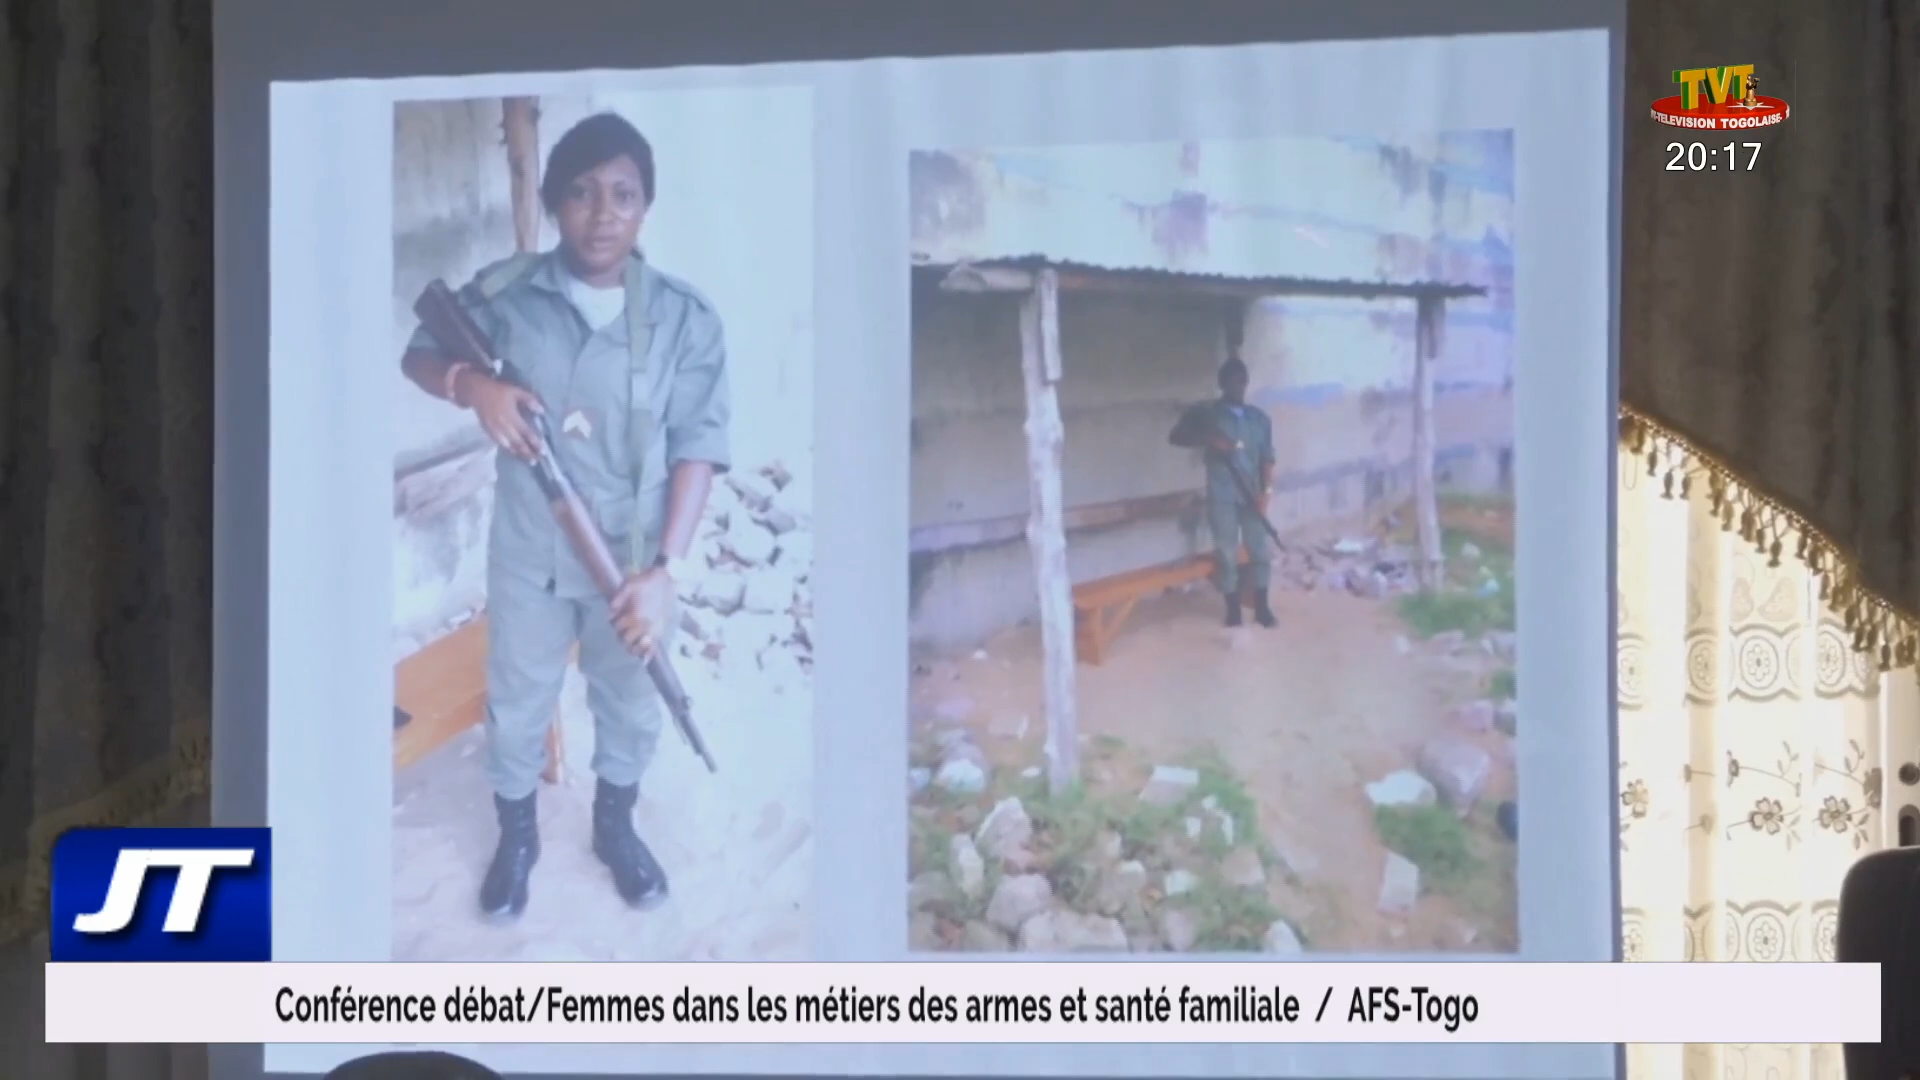 TVT
TELEVISION TOGOLAISE
20:17
JT
Conférence débat/Femmes dans les métiers des armes et santé familiale / AFS-Togo